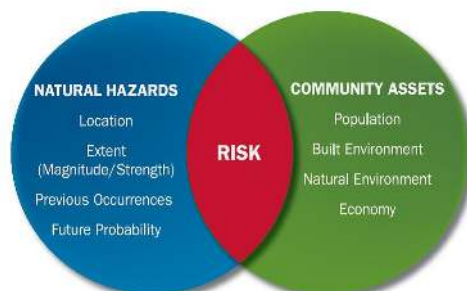 NATURAL HAZARDS
Location
Extent
(Magnitude/Strength)
Previous Occurrences
Future Probability
RISK
COMMUNITY ASSETS
Population
Built Environment
Natural Environment
Economy